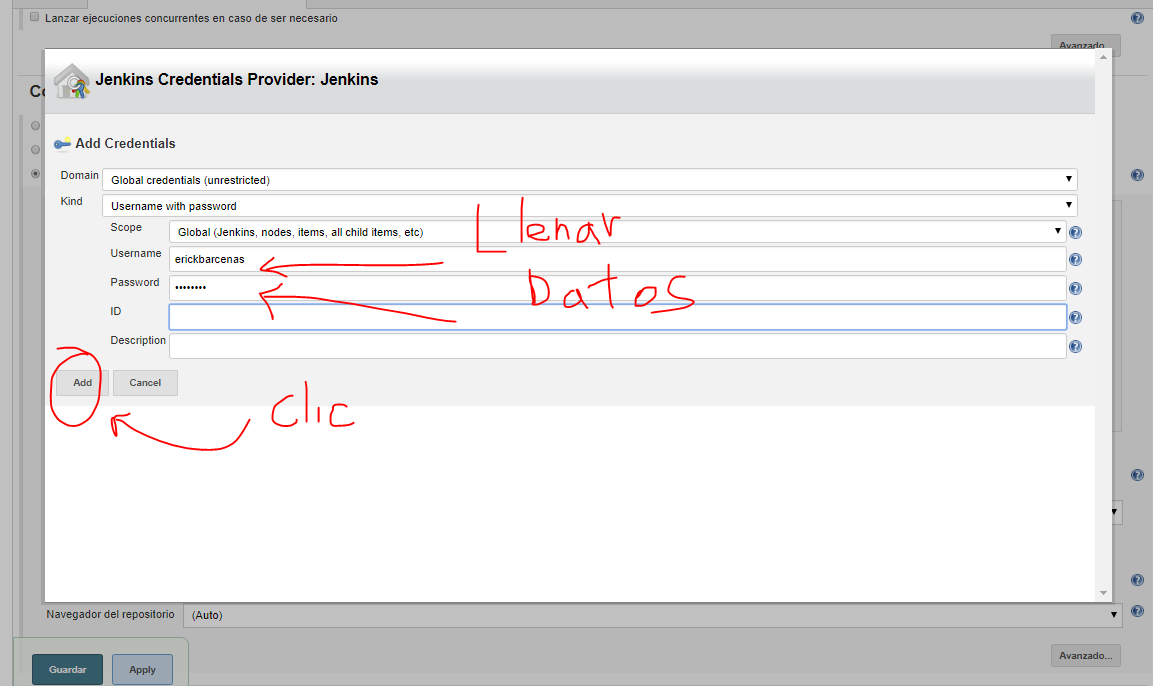 Lanzar ejecuciones concurrentes en caso de ser necesario
Avanzado...
Jenkins Credentials Provider: Jenkins
Add Credentials
Domain Global credentials (unrestricted)
Kind Username with password
Scope Global (Jenkins, nodes, items, all child items, etc)
Llenar
Username erickbarcenas
Password ••••••••
Datos
ID
Description
Add Cancel
Clic
Navegador del repositorio (Auto)
Avanzado...
Guardar Apply